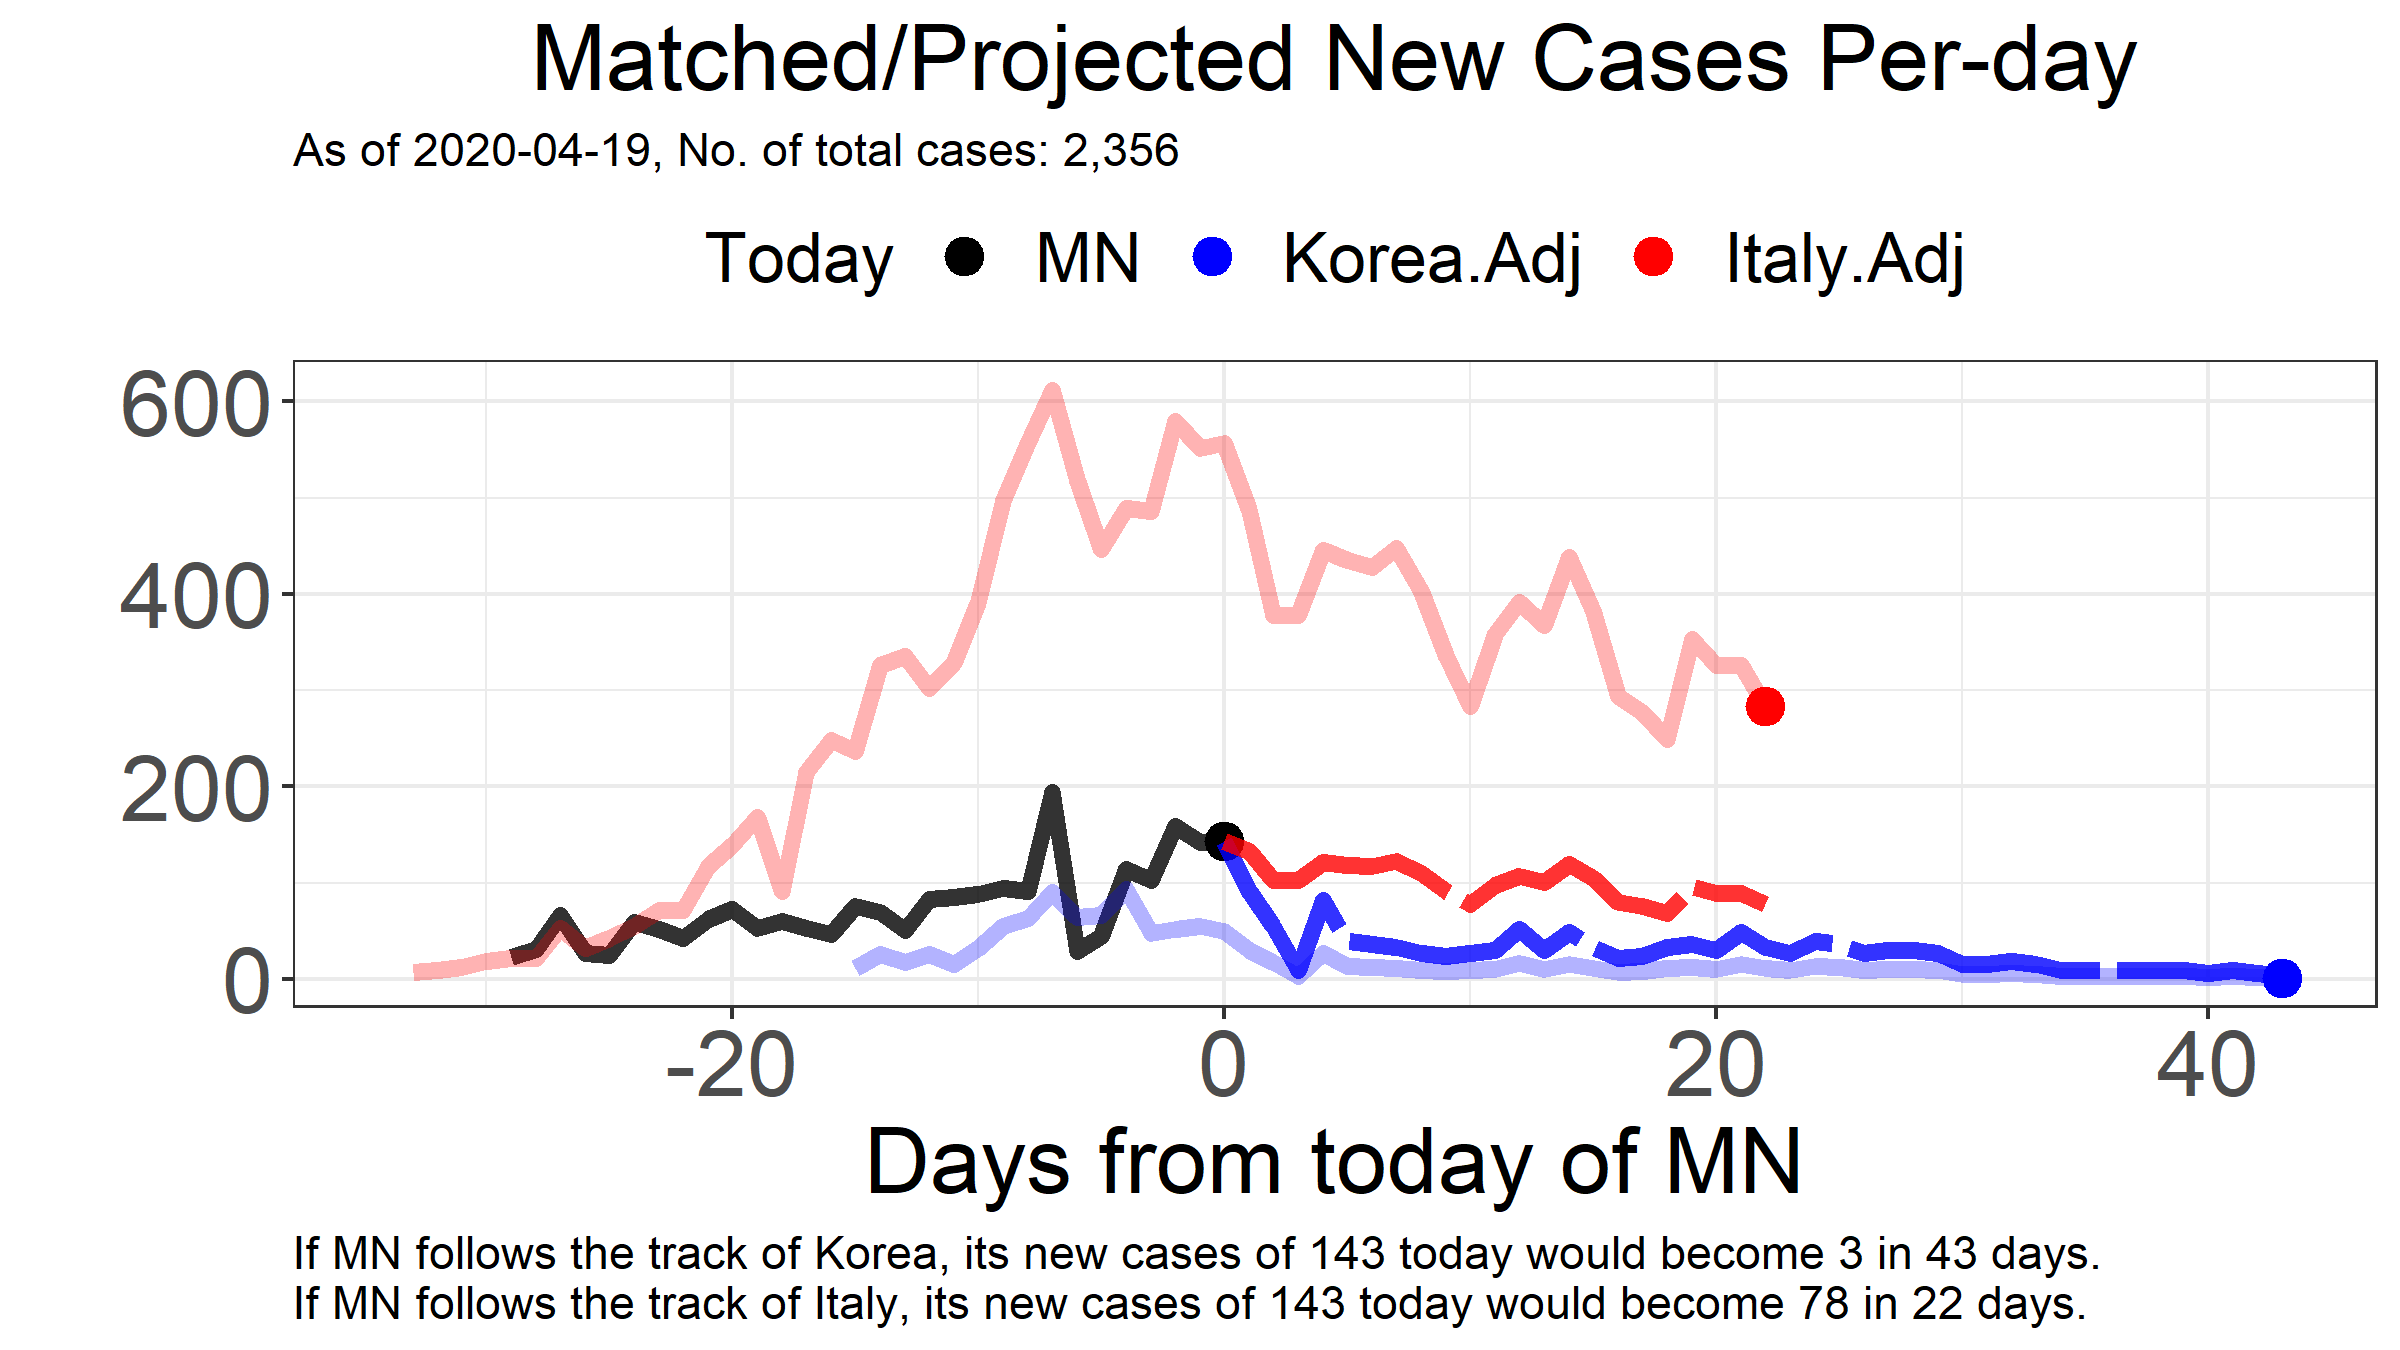 Matched/Projected New Cases Per-day
As of 2020-04-19, No. of total cases: 2,356
Today MN Korea.Adj Italy.Adj
600
400
200
0
-20 0 20 40
Days from today of MN
If MN follows the track of Korea, its new cases of 143 today would become 3 in 43 days.
If MN follows the track of Italy, its new cases of 143 today would become 78 in 22 days.